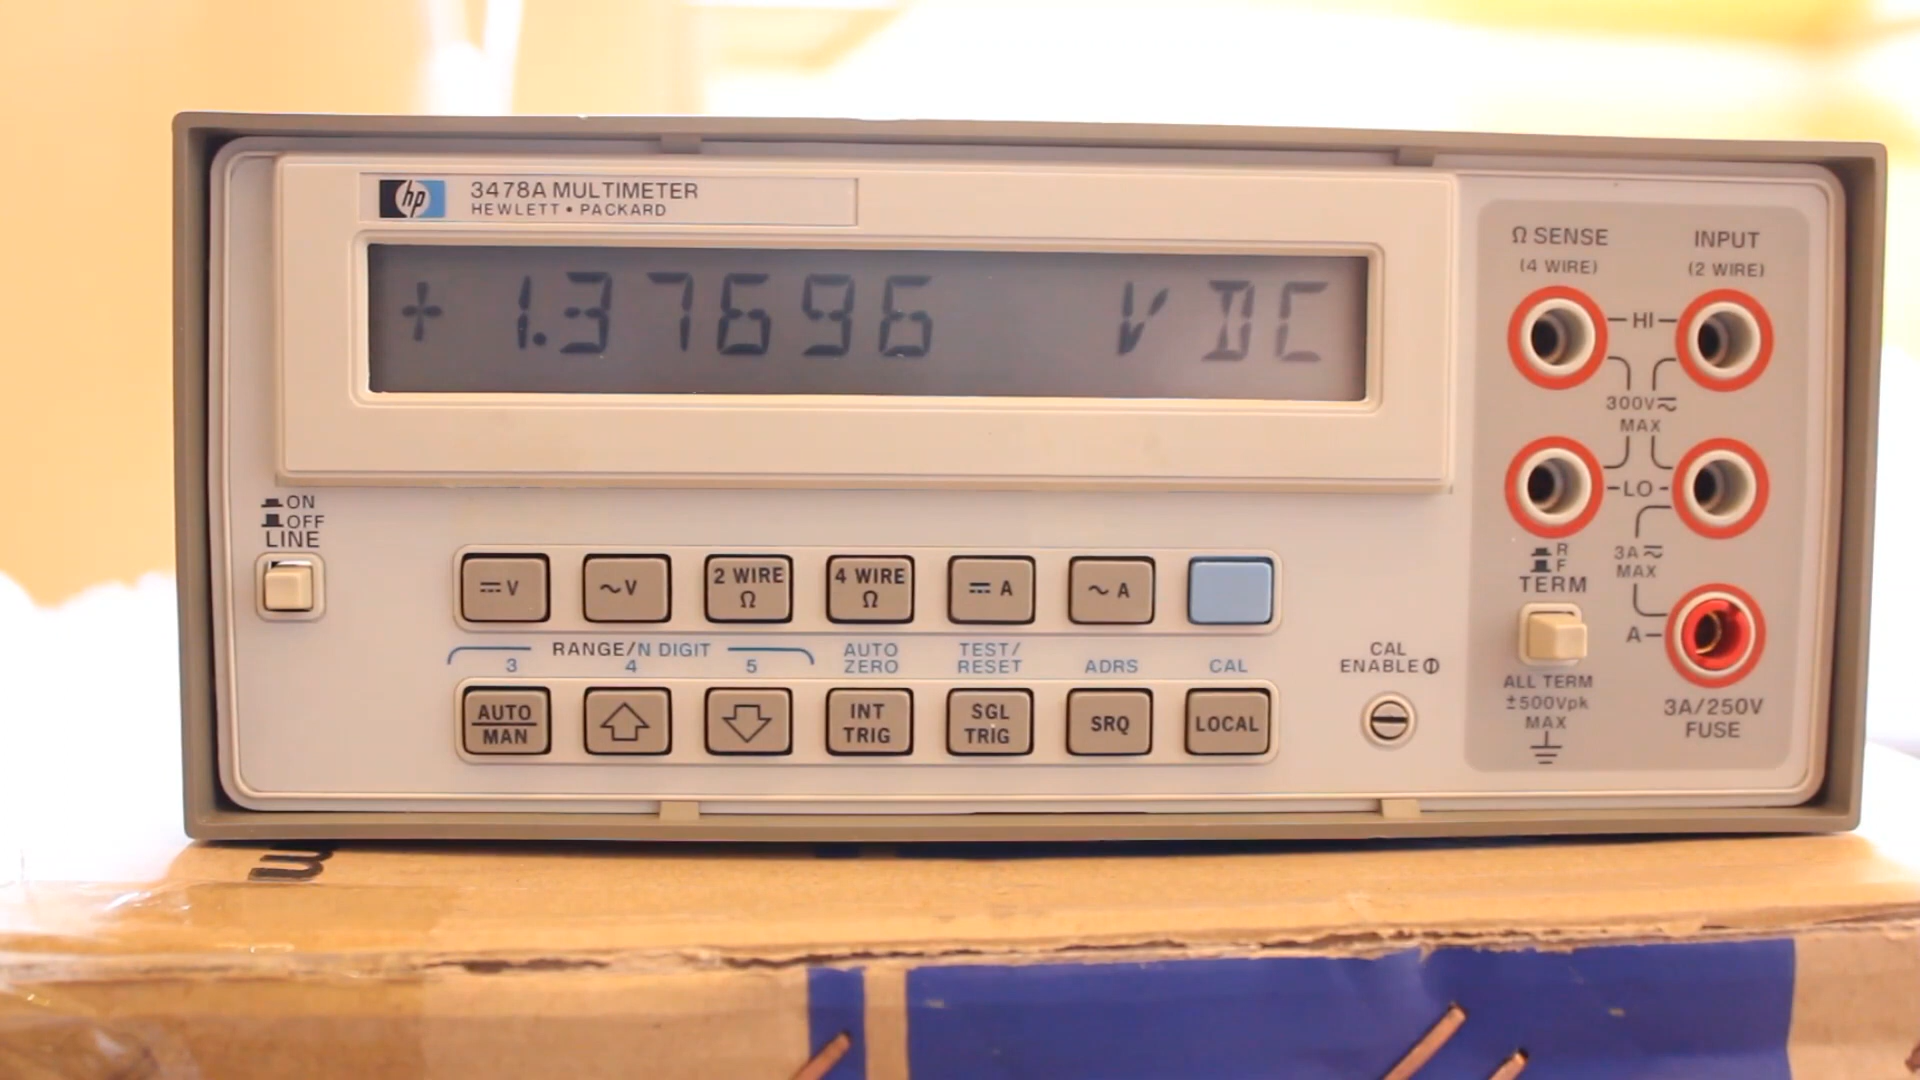 hp 3478A MULTIMETER
HEWLETT • PACKARD
+ 1.37696 V DC
ON
OFF
LINE
V
~V
2 WIRE
Ω
4 WIRE
Ω
A
~ A
RANGE/N DIGIT
3
4
5
AUTO
ZERO
TEST/
RESET
ADRS
CAL
AUTO
MAN
INT
TRIG
SGL
TRIG
SRQ
LOCAL
CAL
ENABLE
Ω SENSE
(4 WIRE)
INPUT
(2 WIRE)
HI
300V
MAX
LO
R
F
TERM
3A
MAX
A
ALL TERM
±500Vpk
MAX
3A/250V
FUSE